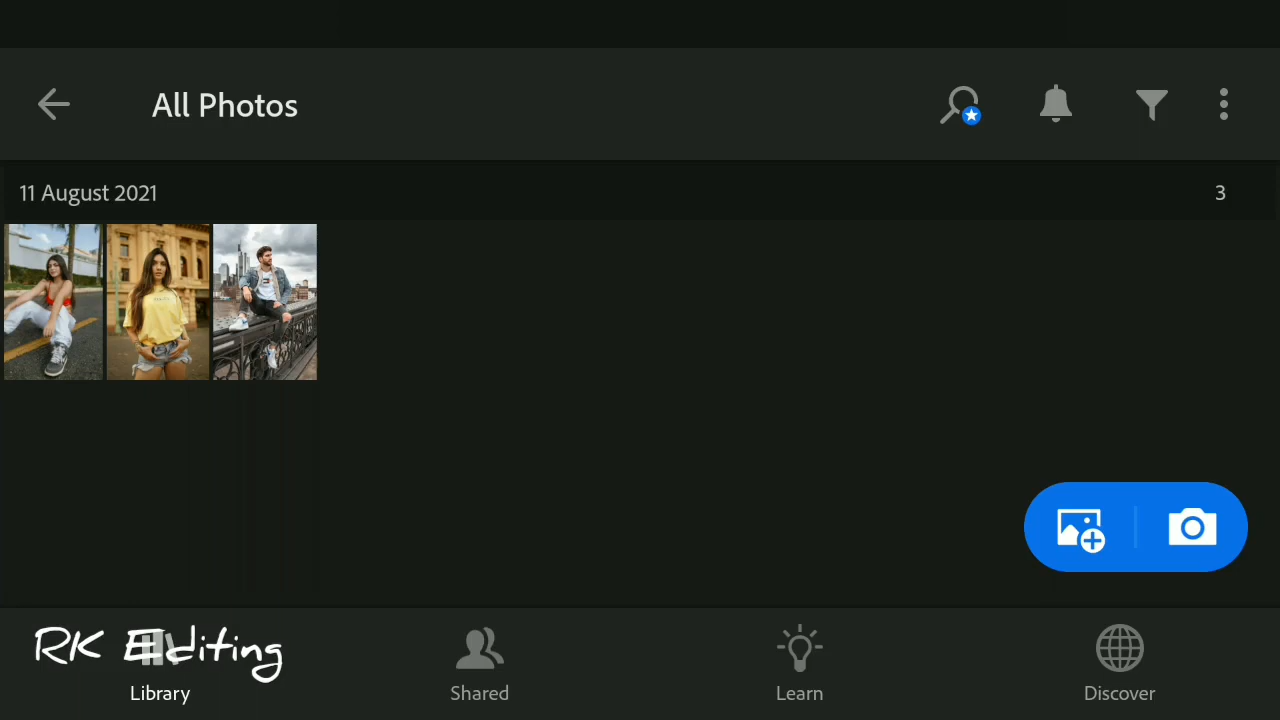 All Photos
11 August 2021
3
RK Editing
Library
Shared
Learn
Discover